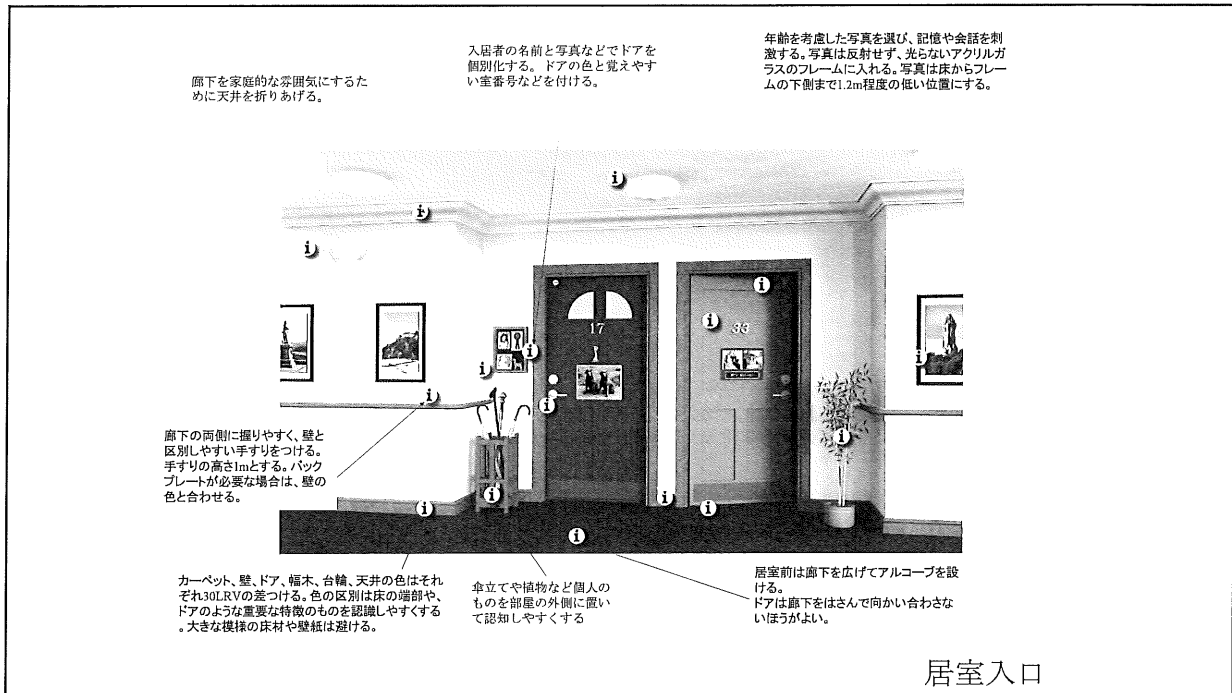 廊下を家庭的な雰囲気にするた
めに天井を折りあげる。
入居者の名前と写真などでドアを
個別化する。ドアの色と覚えやす
い室番号などを付ける。
年齢を考慮した写真を選び、記憶や会話を刺
激する。写真は反射せず、光らないアクリルガ
ラスのフレームに入れる。写真は床からフレー
ムの下側まで1.2m程度の低い位置にする。
17
33
廊下の両側に握りやすく、壁と
区別しやすい手すりをつける。
手すりの高さ1mとする。バック
プレートが必要な場合は、壁の
色と合わせる。
カーペット、壁、ドア、幅木、台輪、天井の色はそれ
ぞれ30LRVの差つける。色の区別は床の端部や、
ドアのような重要な特徴のものを認識しやすくする
。大きな模様の床材や壁紙は避ける。
傘立てや植物など個人の
ものを部屋の外側に置い
て認知しやすくする
居室前は廊下を広げてアルコーブを設
ける。
ドアは廊下をはさんで向かい合わさな
いほうがよい。
居室入口